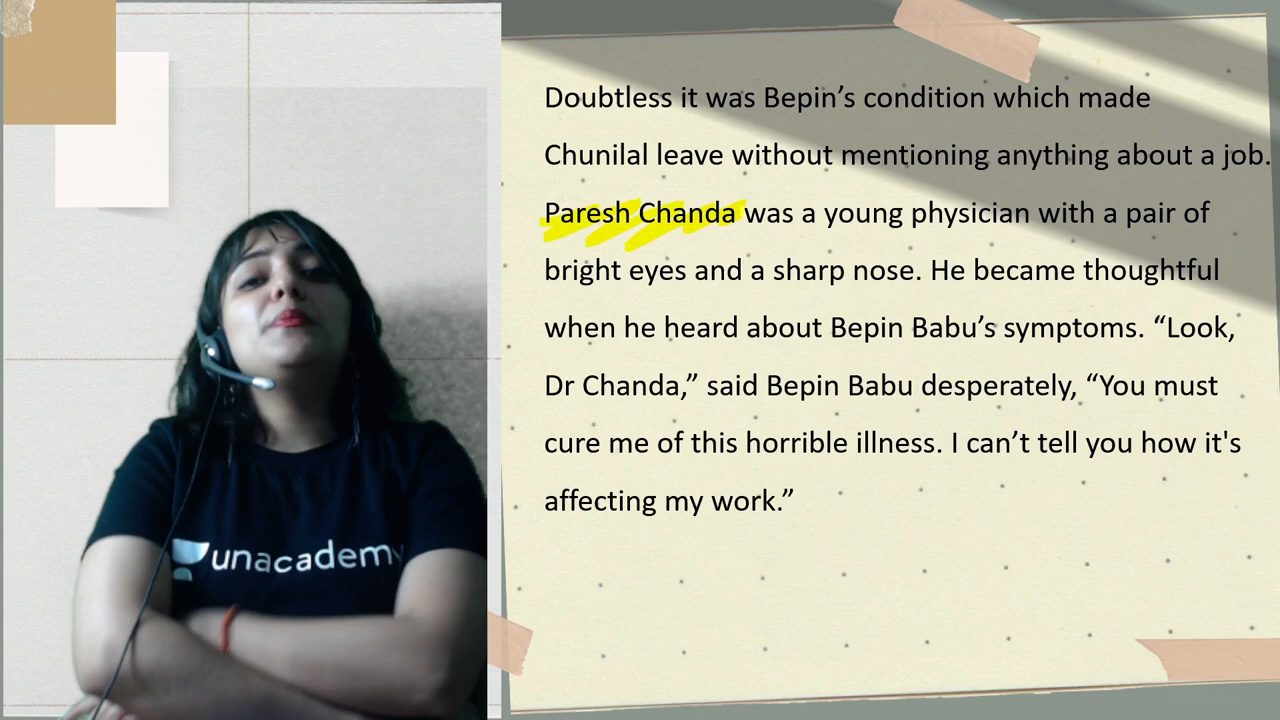 unacademy
Doubtless it was Bepin’s condition which made
Chunilal leave without mentioning anything about a job.
Paresh Chanda was a young physician with a pair of
bright eyes and a sharp nose. He became thoughtful
when he heard about Bepin Babu’s symptoms. “Look,
Dr Chanda,” said Bepin Babu desperately, “You must
cure me of this horrible illness. I can’t tell you how it's
affecting my work.”